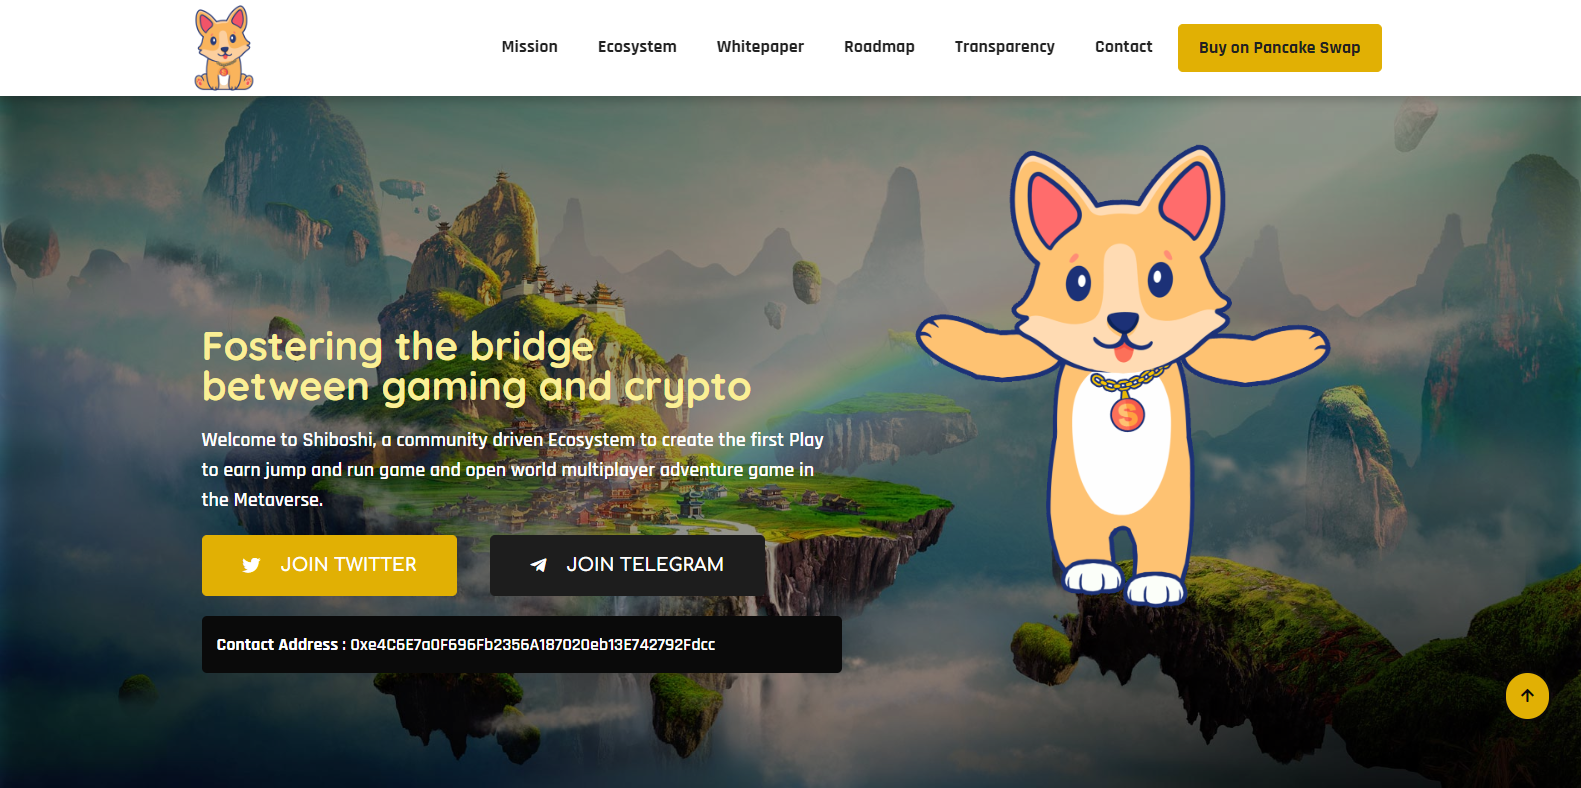 Mission Ecosystem Whitepaper Roadmap Transparency Contact Buy on Pancake Swap
Fostering the bridge
between gaming and crypto
Welcome to Shiboshi, a community driven Ecosystem to create the first Play
to earn jump and run game and open world multiplayer adventure game in
the Metaverse.
JOIN TWITTER JOIN TELEGRAM
Contact Address : 0xe4C6E7a0F696Fb2356A187020eb13E742792Fdcc
S